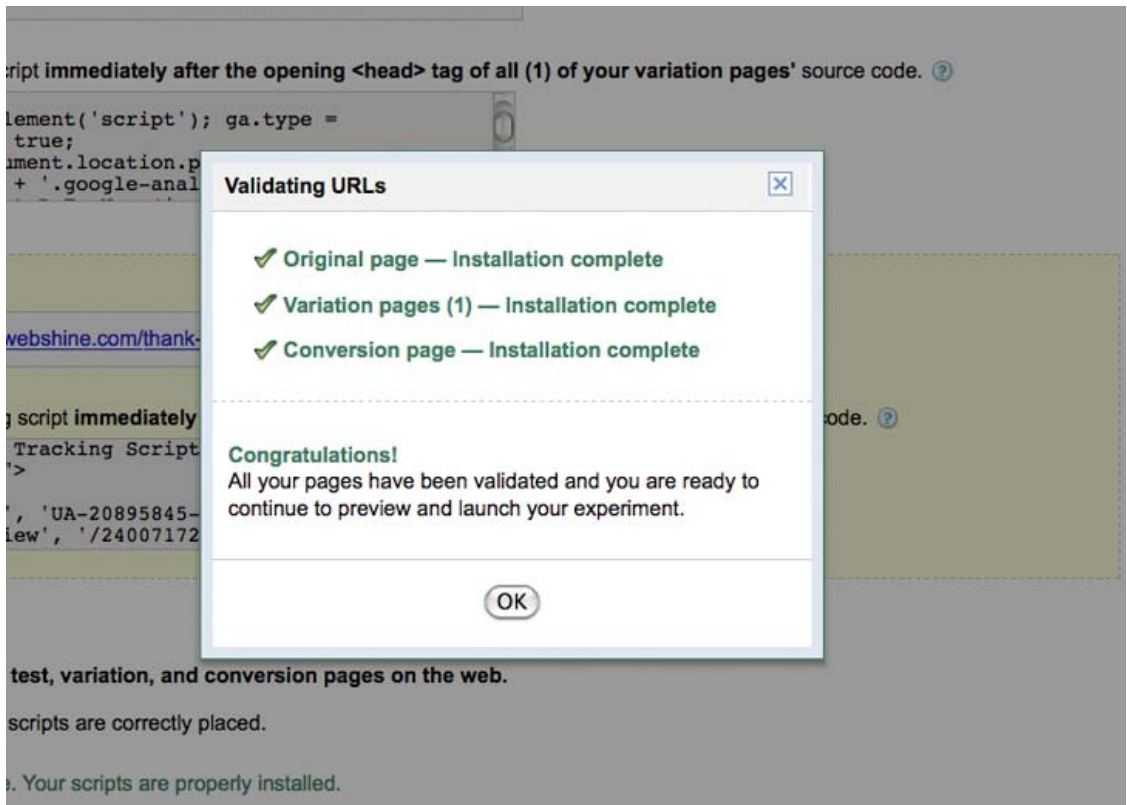 ript immediately after the opening <head> tag of all (1) of your variation pages' source code. ?
lement('script'); ga.type =
true;
ument.location.p
+ '.google-anal
Validating URLs
Original page — Installation complete
Variation pages (1) — Installation complete
Conversion page — Installation complete
webshine.com/thank-
g script immediately
ode. ?
Tracking Script
">
', 'UA-20895845-
iew', '/24007172
Congratulations!
All your pages have been validated and you are ready to
continue to preview and launch your experiment.
OK
test, variation, and conversion pages on the web.
scripts are correctly placed.
e. Your scripts are properly installed.